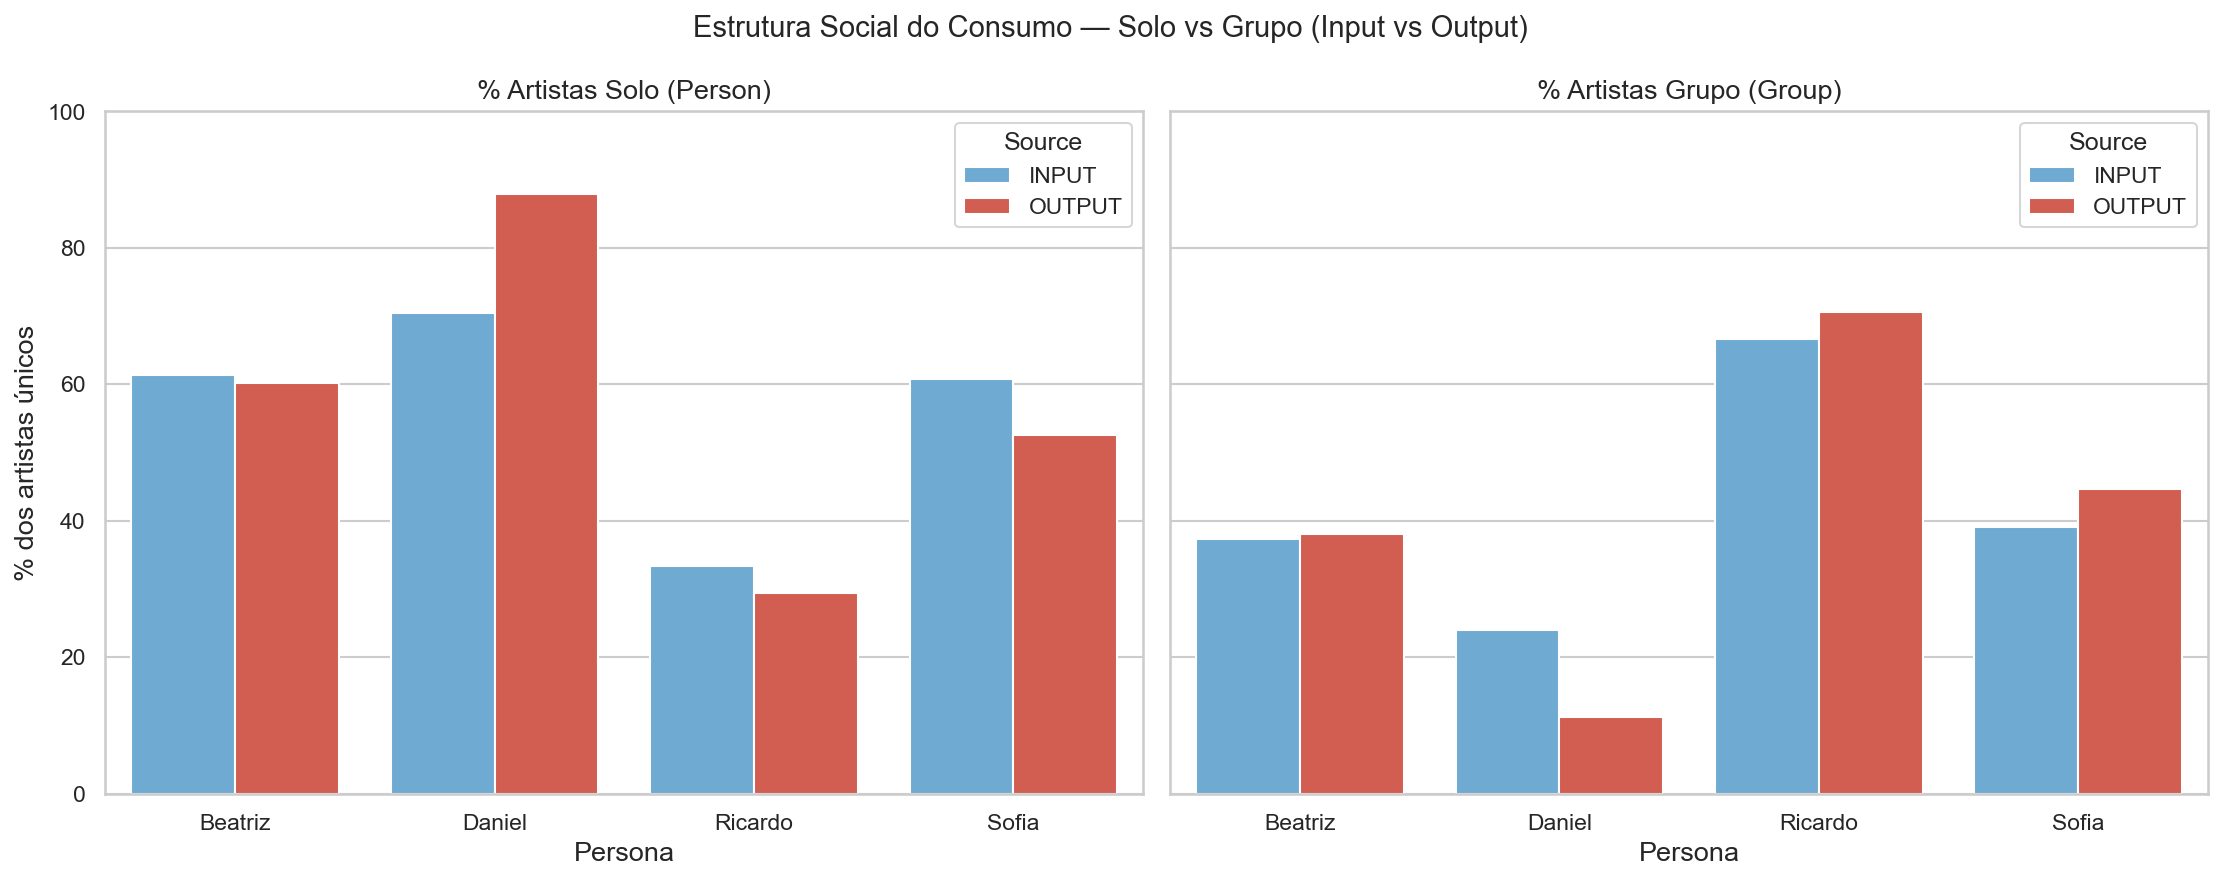 Estrutura Social do Consumo — Solo vs Grupo (Input vs Output)
% Artistas Solo (Person)
% dos artistas únicos
100
80
60
40
20
0
Source
INPUT
OUTPUT
Beatriz
Daniel
Ricardo
Sofia
Persona
% Artistas Grupo (Group)
Source
INPUT
OUTPUT
Beatriz
Daniel
Ricardo
Sofia
Persona